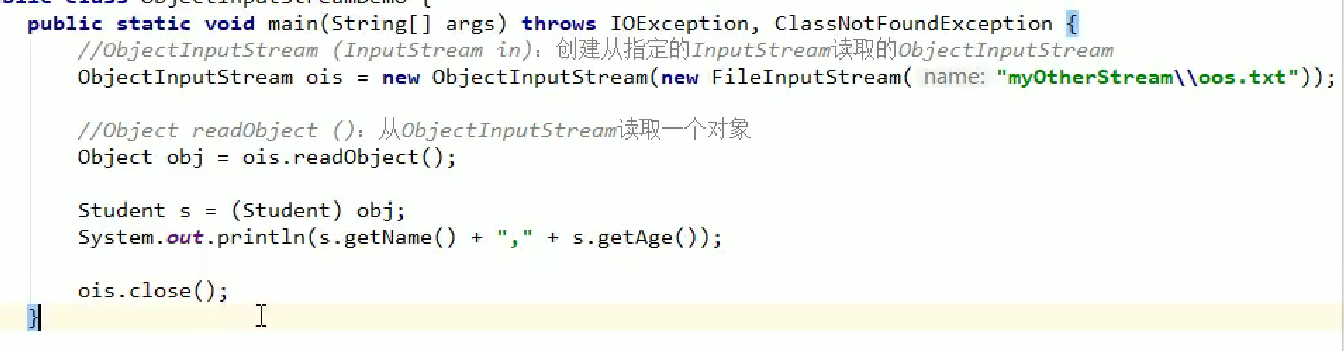 public class ObjectInputStreamDemo {
public static void main(String[] args) throws IOException, ClassNotFoundException {
//ObjectInputStream (InputStream in)：创建从指定的InputStream读取的ObjectInputStream
ObjectInputStream ois = new ObjectInputStream(new FileInputStream( name: "myOtherStream\\oos.txt"));
//Object readObject ()：从ObjectInputStream读取一个对象
Object obj = ois.readObject();
Student s = (Student) obj;
System.out.println(s.getName() + "," + s.getAge());
ois.close();
}